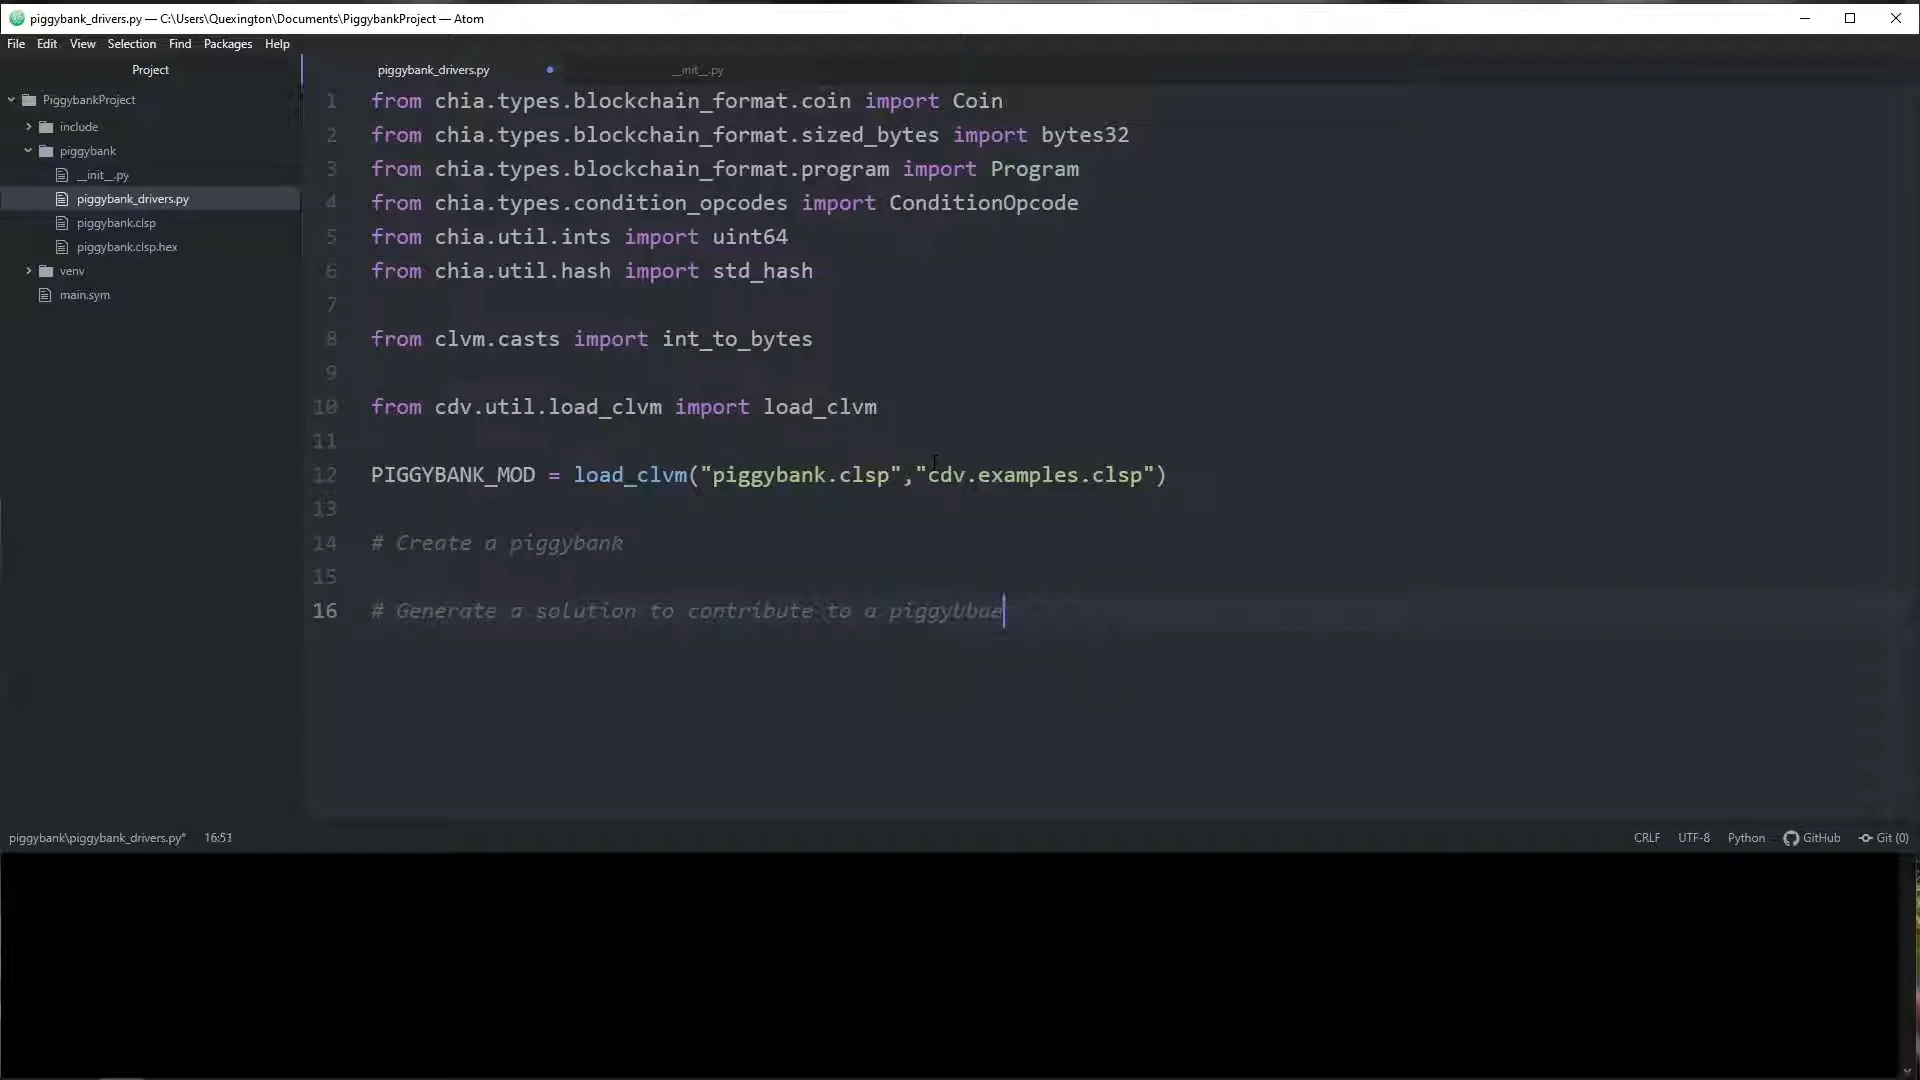 piggybank_drivers.py — C:\Users\Quexington\Documents\PiggybankProject — Atom
File Edit View Selection Find Packages Help
Project
PiggybankProject
include
piggybank
__init__.py
piggybank_drivers.py
piggybank.clsp
piggybank.clsp.hex
venv
main.sym
piggybank_drivers.py
__init__.py
1 from chia.types.blockchain_format.coin import Coin
2 from chia.types.blockchain_format.sized_bytes import bytes32
3 from chia.types.blockchain_format.program import Program
4 from chia.types.condition_opcodes import ConditionOpcode
5 from chia.util.ints import uint64
6 from chia.util.hash import std_hash
7
8 from clvm.casts import int_to_bytes
9
10 from cdv.util.load_clvm import load_clvm
11
12 PIGGYBANK_MOD = load_clvm("piggybank.clsp","cdv.examples.clsp")
13
14 # Create a piggybank
15
16 # Generate a solution to contribute to a
piggybank\piggybank_drivers.py* 16:51
CRLF UTF-8 Python GitHub Git (0)